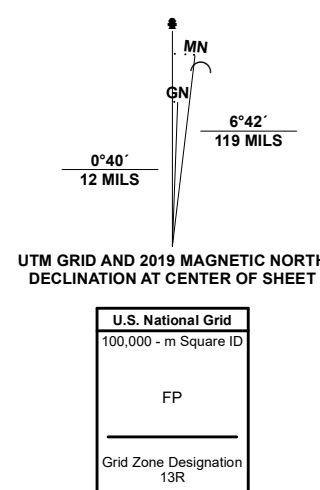 MN
GN
6°42´
119 MILS
0°40´
12 MILS
UTM GRID AND 2019 MAGNETIC NORTH
DECLINATION AT CENTER OF SHEET
U.S. National Grid
100,000 - m Square ID
FP
Grid Zone Designation
13R